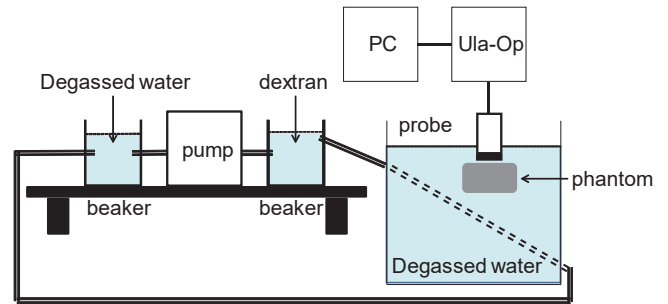 PC
Ula-Op
Degassed water
dextran
probe
pump
phantom
beaker
beaker
Degassed water